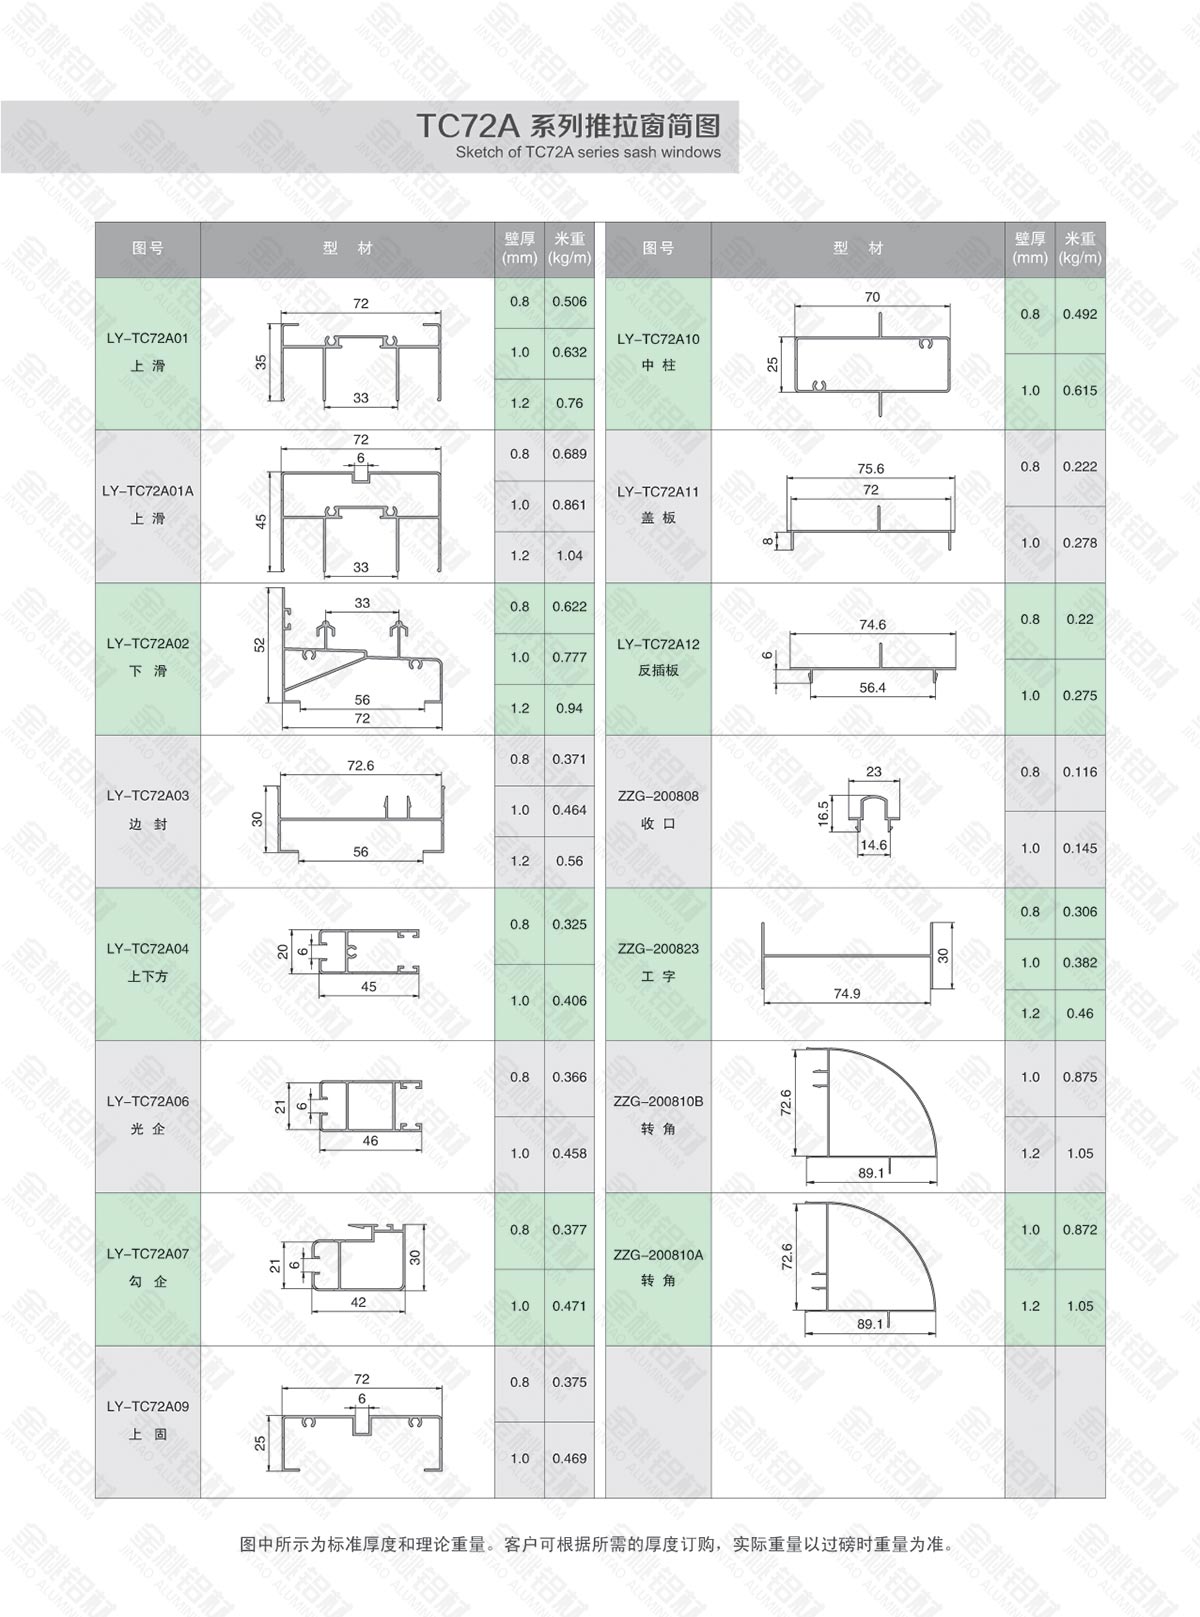 TC72A 系列推拉窗简图
Sketch of TC72A series sash windows
图号 型 材 壁厚(mm) 米重(kg/m)
LY-TC72A01
上 滑
72
35
33
0.8 0.506
1.0 0.632
1.2 0.76
LY-TC72A01A
上 滑
72
6
45
33
0.8 0.689
1.0 0.861
1.2 1.04
LY-TC72A02
下 滑
33
52
56
72
0.8 0.622
1.0 0.777
1.2 0.94
LY-TC72A03
边 封
72.6
30
56
0.8 0.371
1.0 0.464
1.2 0.56
LY-TC72A04
上下方
20
6
45
0.8 0.325
1.0 0.406
LY-TC72A06
光 企
21
6
46
0.8 0.366
1.0 0.458
LY-TC72A07
勾 企
21
6
30
42
0.8 0.377
1.0 0.471
LY-TC72A09
上 固
72
6
25
0.8 0.375
1.0 0.469
图号 型 材 壁厚(mm) 米重(kg/m)
LY-TC72A10
中 柱
70
25
0.8 0.492
1.0 0.615
LY-TC72A11
盖 板
75.6
72
8
0.8 0.222
1.0 0.278
LY-TC72A12
反插板
74.6
6
56.4
0.8 0.22
1.0 0.275
ZZG-200808
收 口
23
16.5
14.6
0.8 0.116
1.0 0.145
ZZG-200823
工 字
30
74.9
0.8 0.306
1.0 0.382
1.2 0.46
ZZG-200810B
转 角
72.6
89.1
1.0 0.875
1.2 1.05
ZZG-200810A
转 角
72.6
89.1
1.0 0.872
1.2 1.05
图中所示为标准厚度和理论重量。客户可根据所需的厚度订购，实际重量以过磅时重量为准。
金桃铝材
JINTAO ALUMINIUM